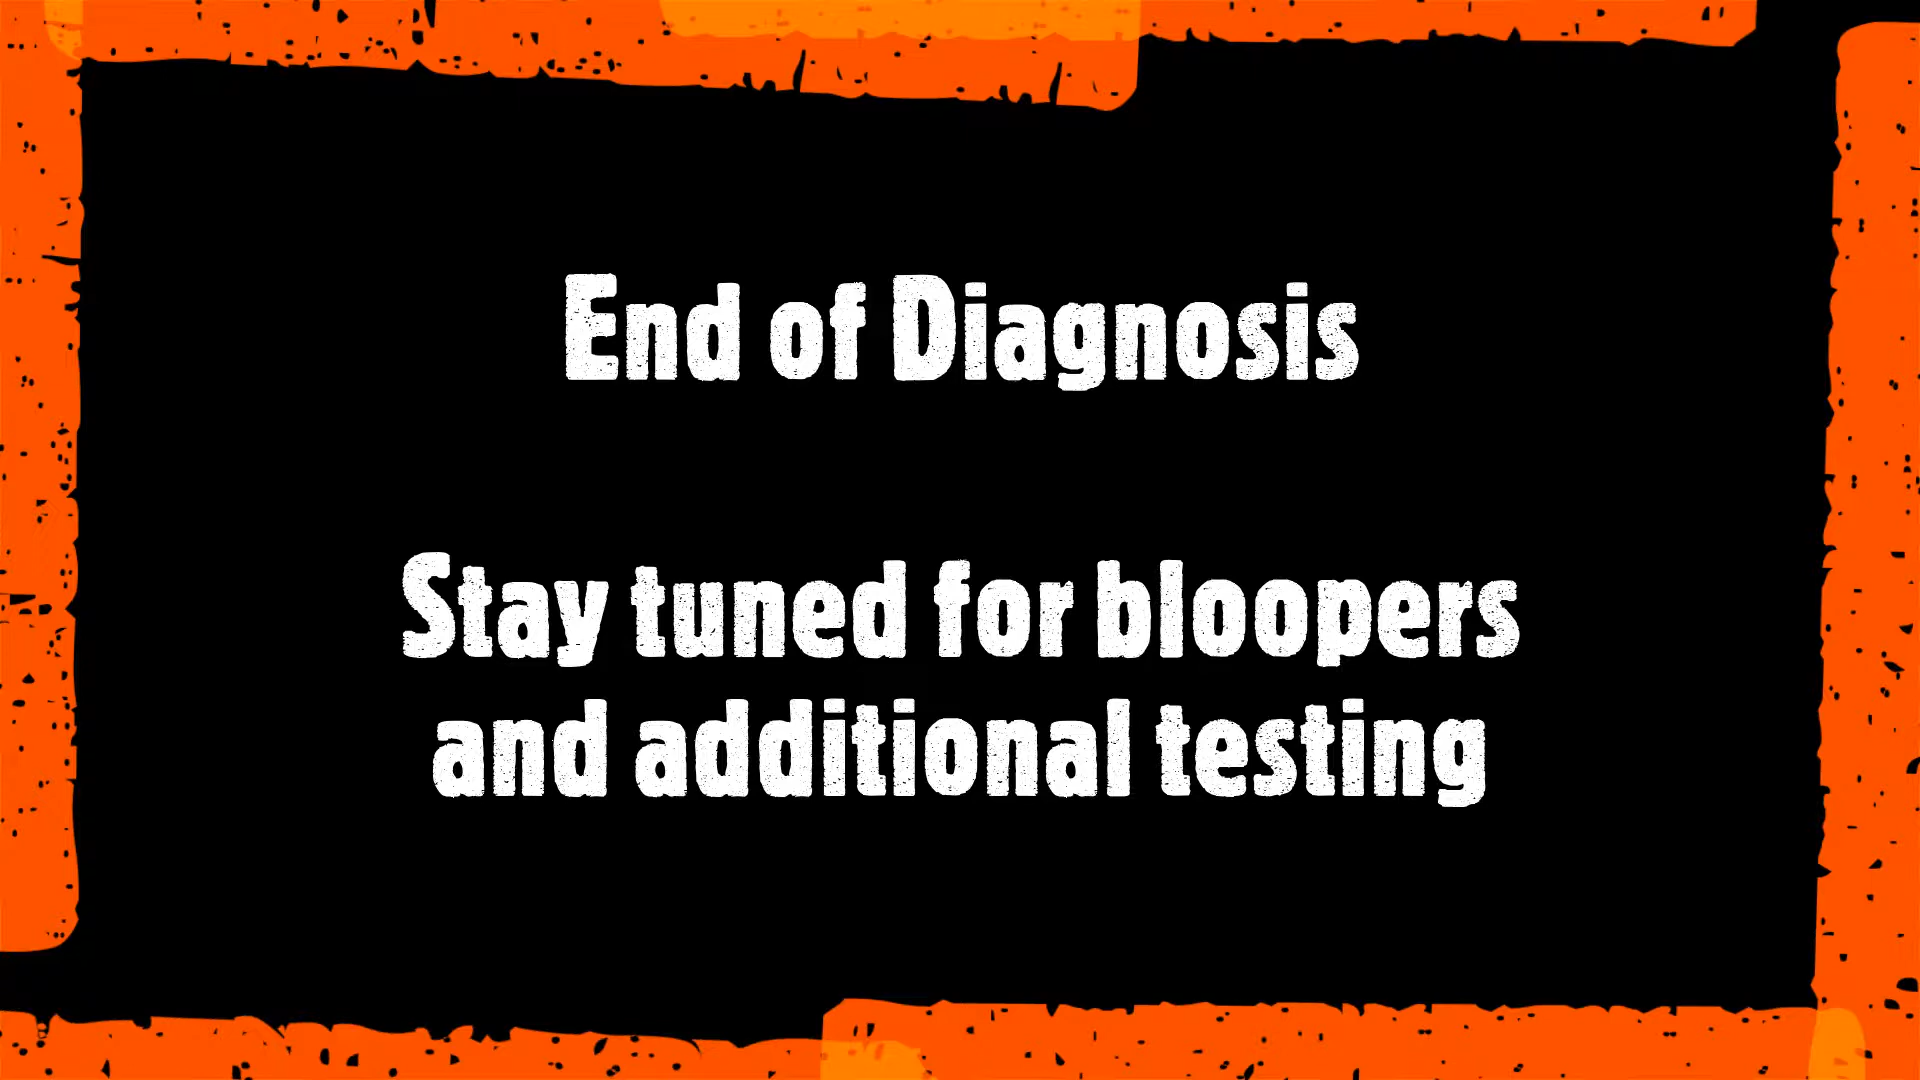 End of Diagnosis
Stay tuned for bloopers
and additional testing